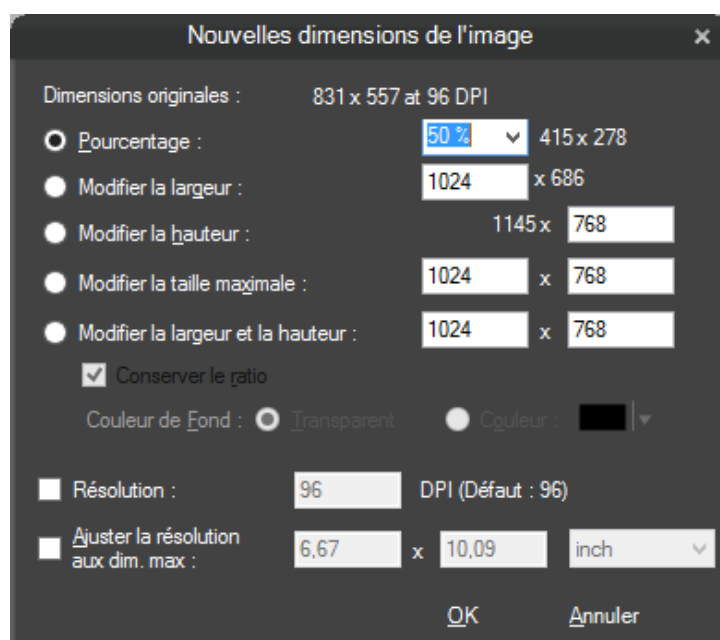 Nouvelles dimensions de l'image
Dimensions originales : 831 x 557 at 96 DPI
Pourcentage : 50 % 415 x 278
Modifier la largeur : 1024 x 686
Modifier la hauteur : 1145 x 768
Modifier la taille maximale : 1024 x 768
Modifier la largeur et la hauteur : 1024 x 768
Conserver le ratio
Couleur de Fond : Transparent Couleur :
Résolution : 96 DPI (Défaut : 96)
Ajuster la résolution
aux dim. max : 6,67 x 10,09 inch
OK Annuler